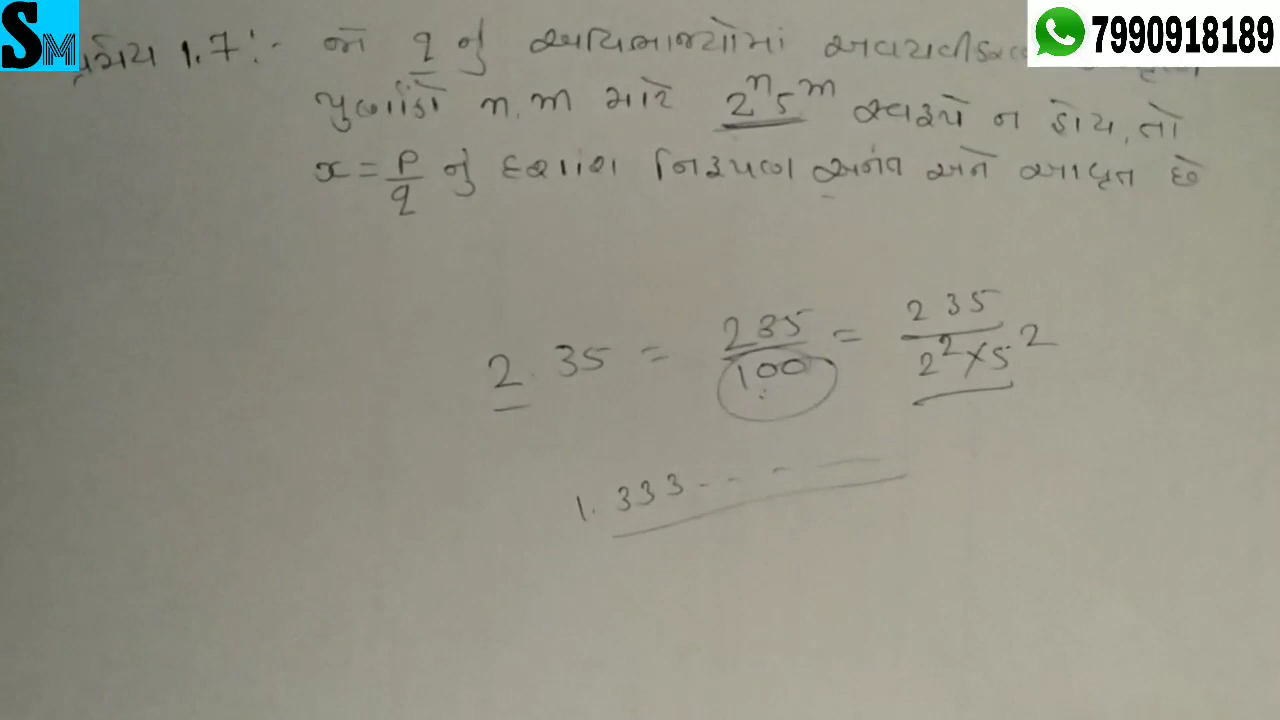 SM
7990918189
પ્રમેય 1.7 :- જો q નું અવિભાજ્યોમાં અવયવીકરણ
પુર્ણાંકો n, m માટે 2ⁿ5ᵐ સ્વરૂપે ન હોય, તો
x = p/q નું દશાંશ નિરૂપણ અનંત અને આવૃત છે
2.35 = 235/100 = 235/2²×5²
1.333.. - - —